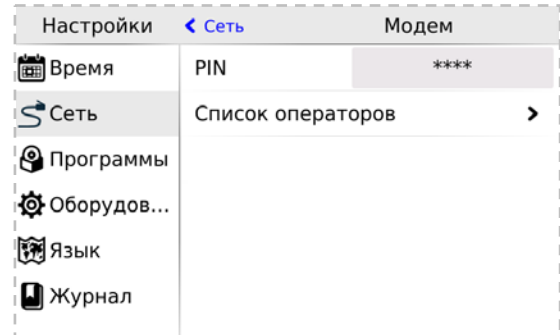 Настройки
Сеть
Модем
Время
Сеть
Программы
Оборудов...
Язык
Журнал
PIN
****
Список операторов